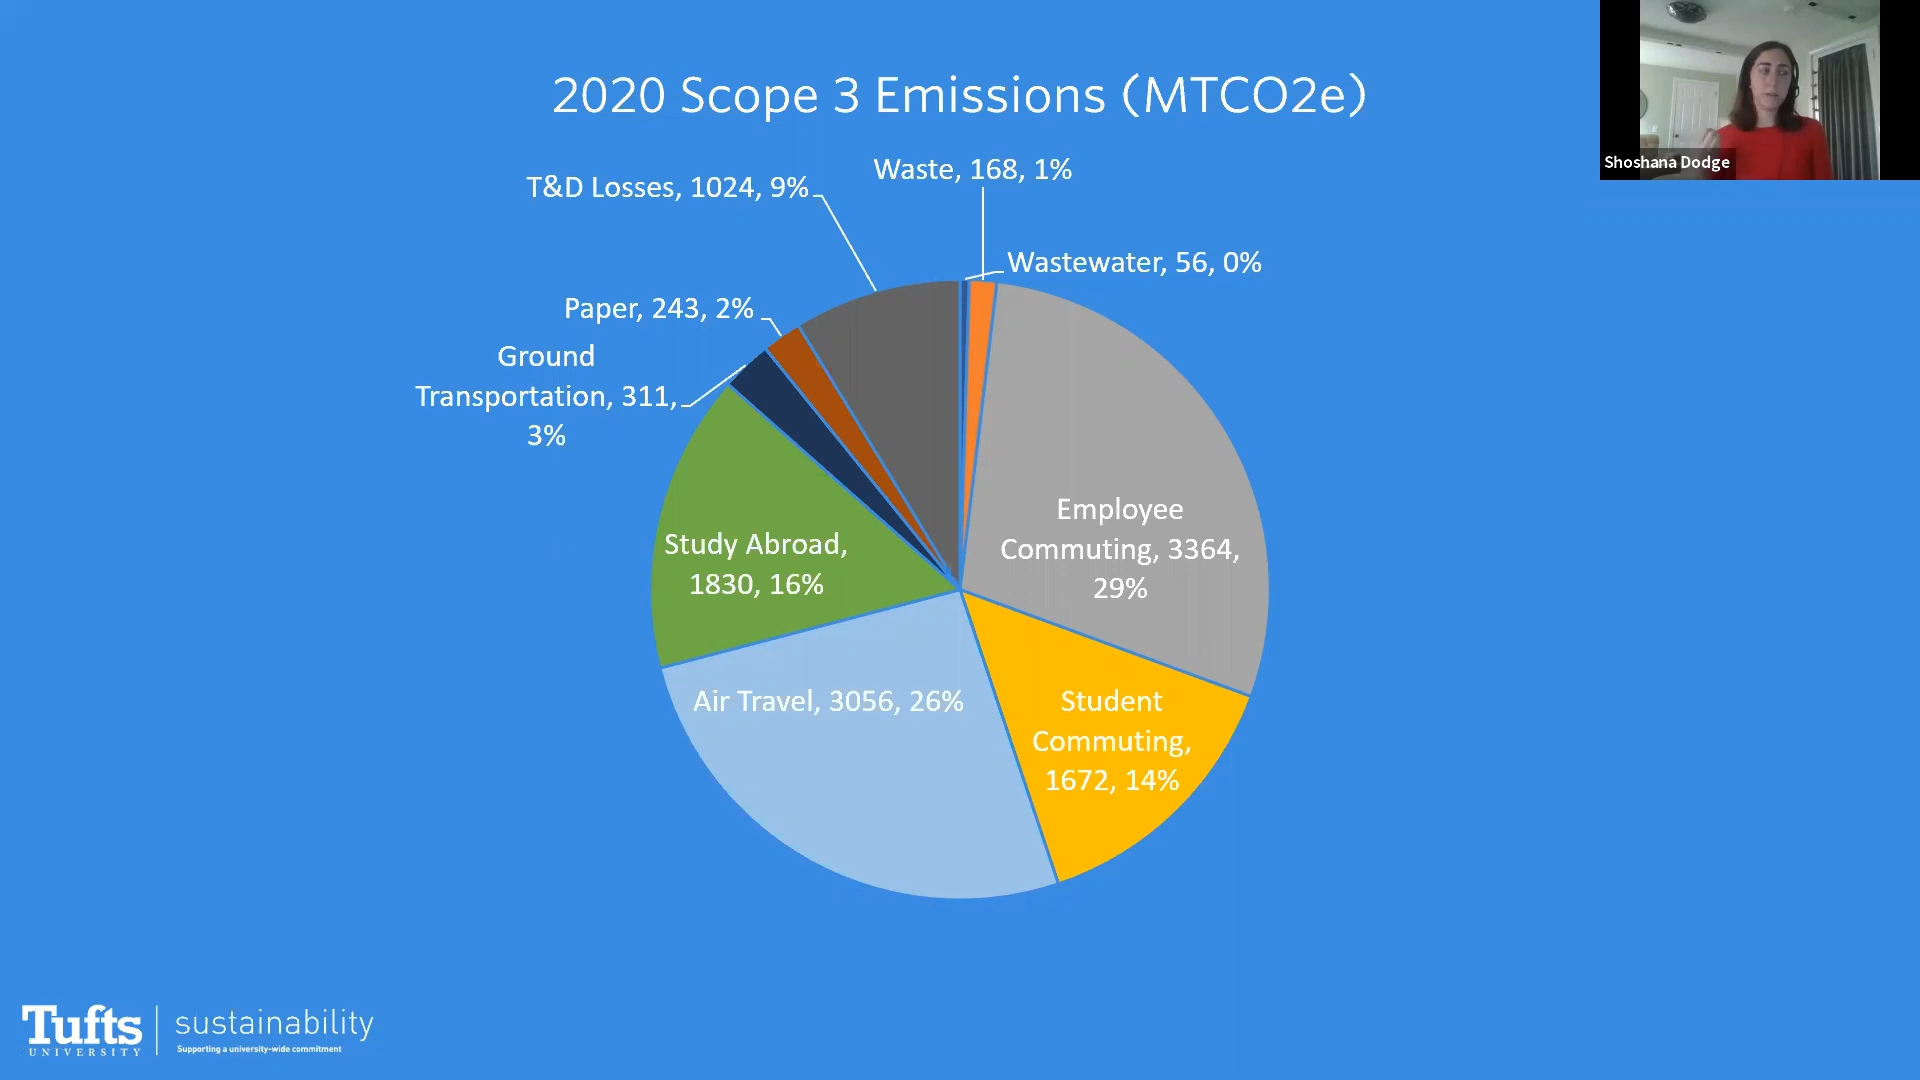 2020 Scope 3 Emissions (MTCO2e)
Shoshana Dodge
Waste, 168, 1%
T&D Losses, 1024, 9%
Wastewater, 56, 0%
Paper, 243, 2%
Ground
Transportation, 311,
3%
Employee
Commuting, 3364,
29%
Study Abroad,
1830, 16%
Air Travel, 3056, 26%
Student
Commuting,
1672, 14%
Tufts
UNIVERSITY
sustainability
Supporting a university-wide commitment